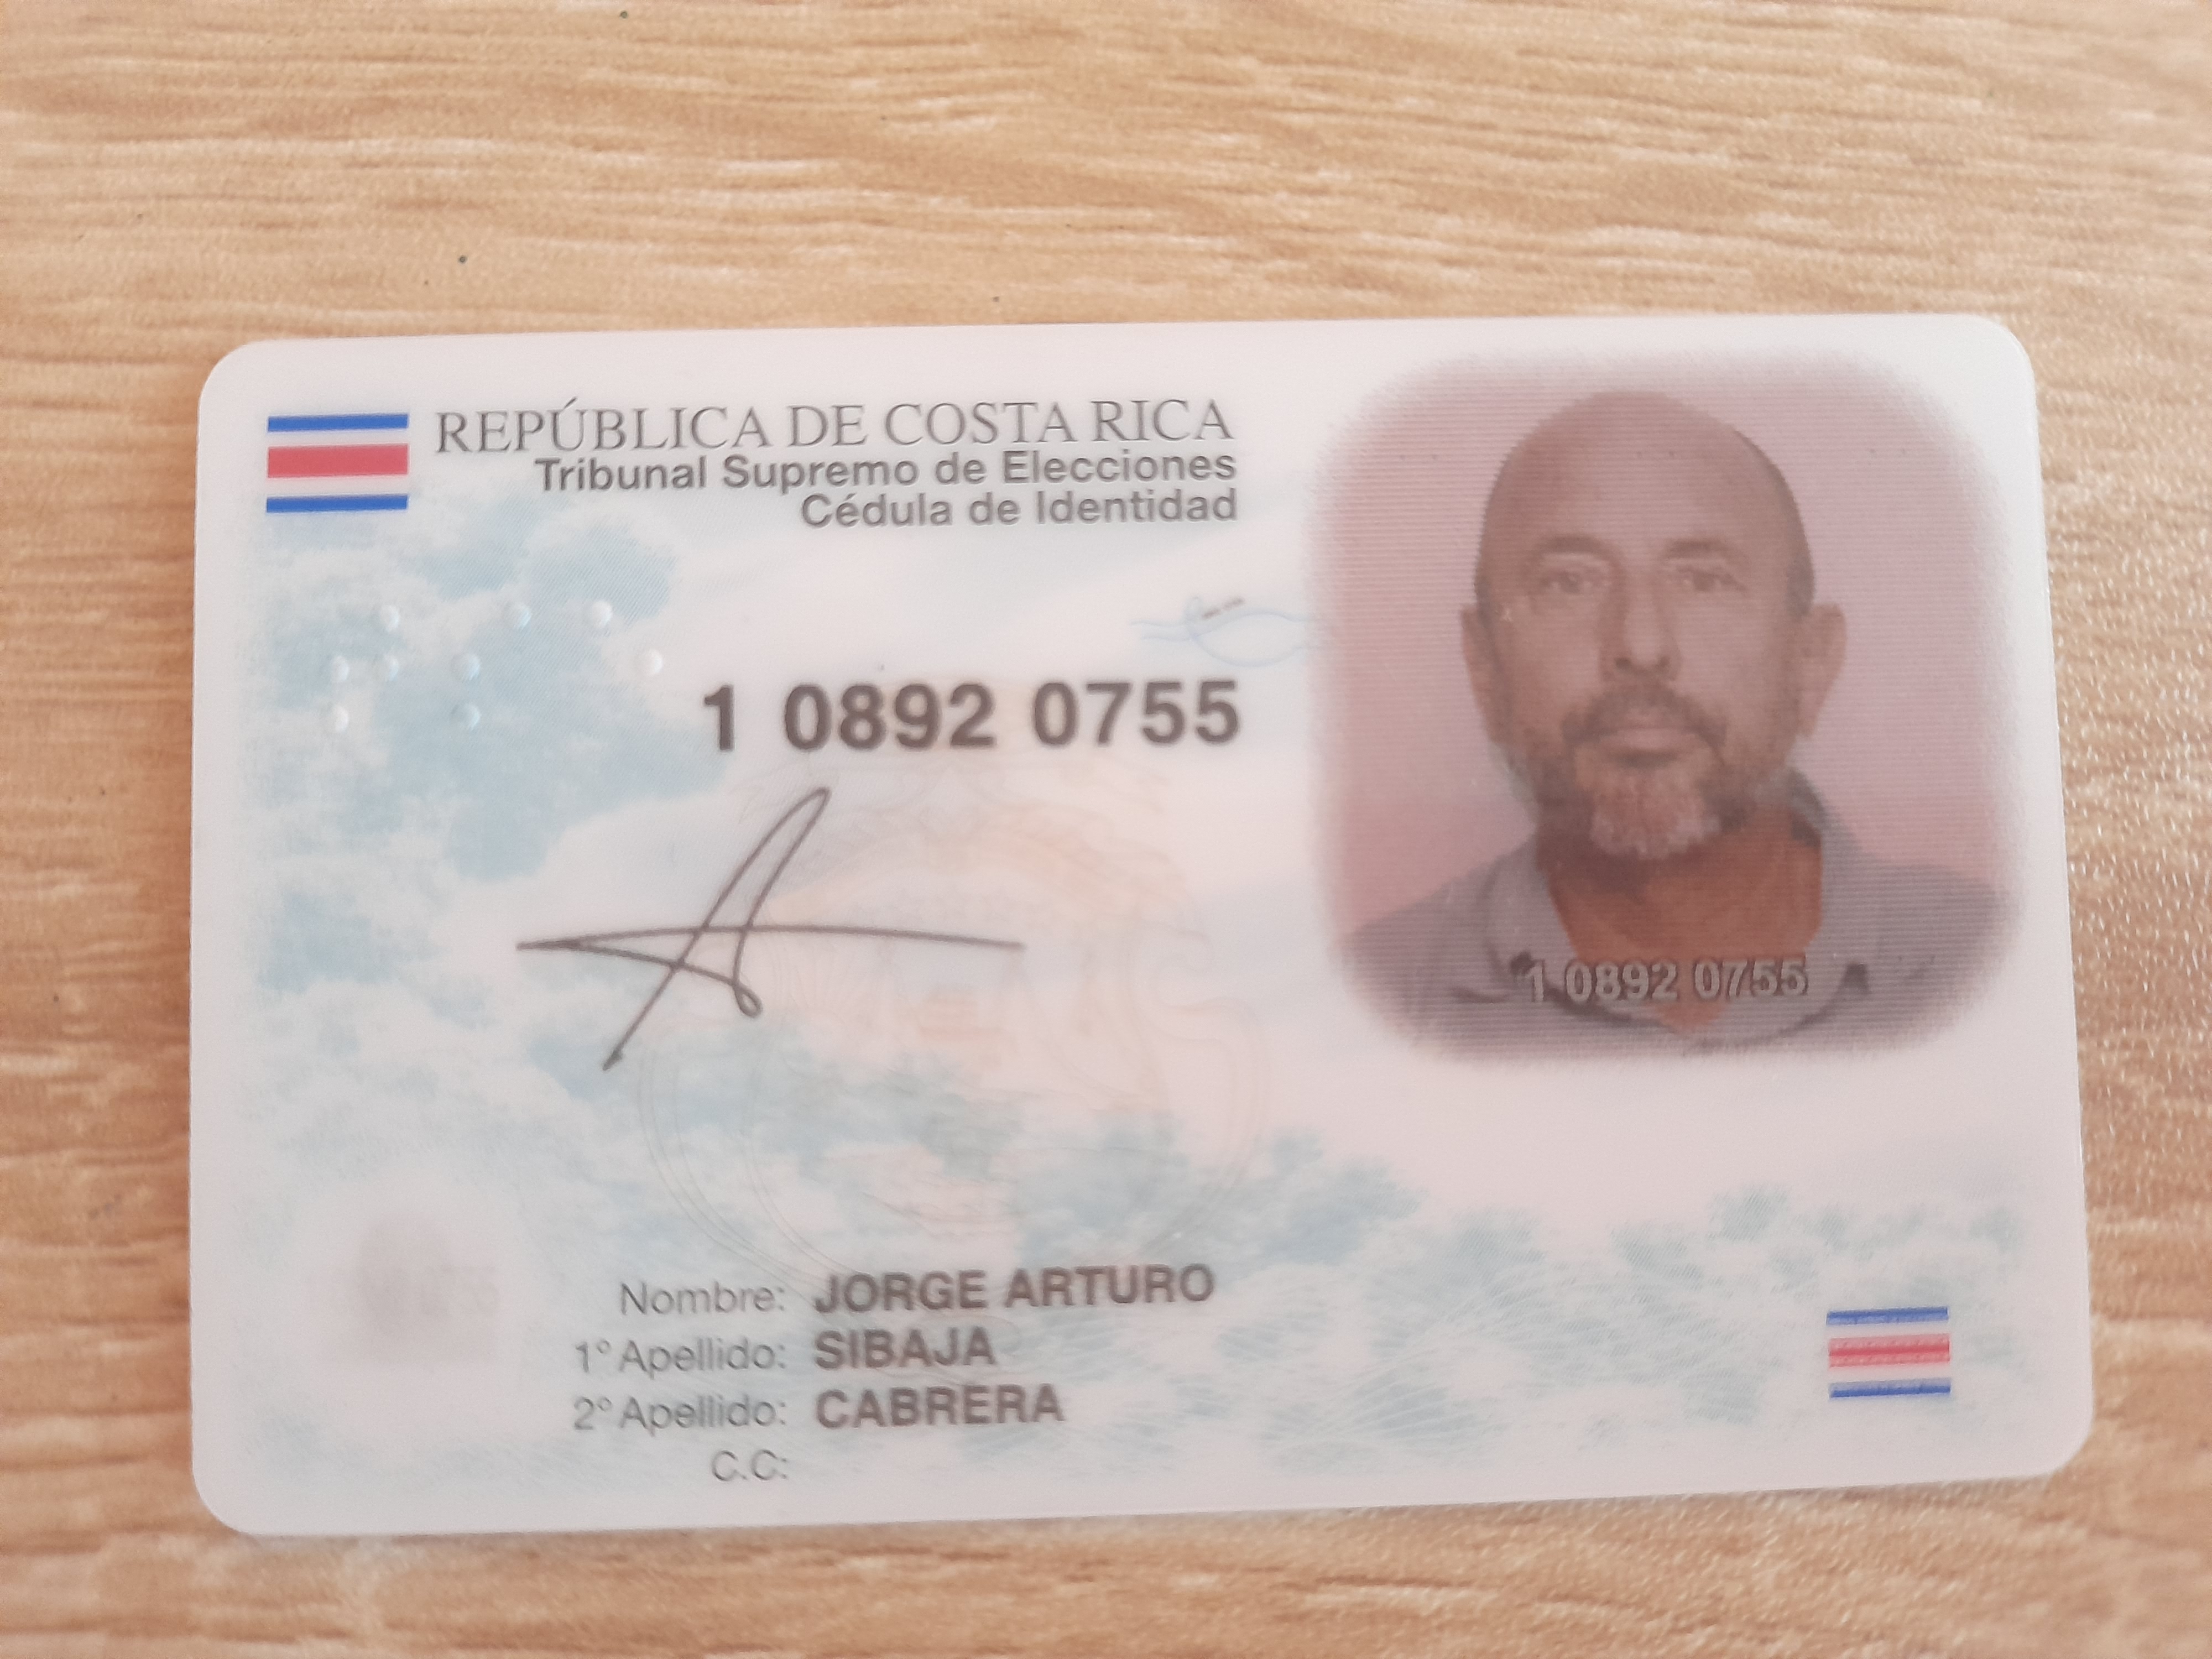 REPÚBLICA DE COSTA RICA
Tribunal Supremo de Elecciones
Cédula de Identidad
1 0892 0755
1 0892 0755
Nombre: JORGE ARTURO
1° Apellido: SIBAJA
2° Apellido: CABRERA
C.C: